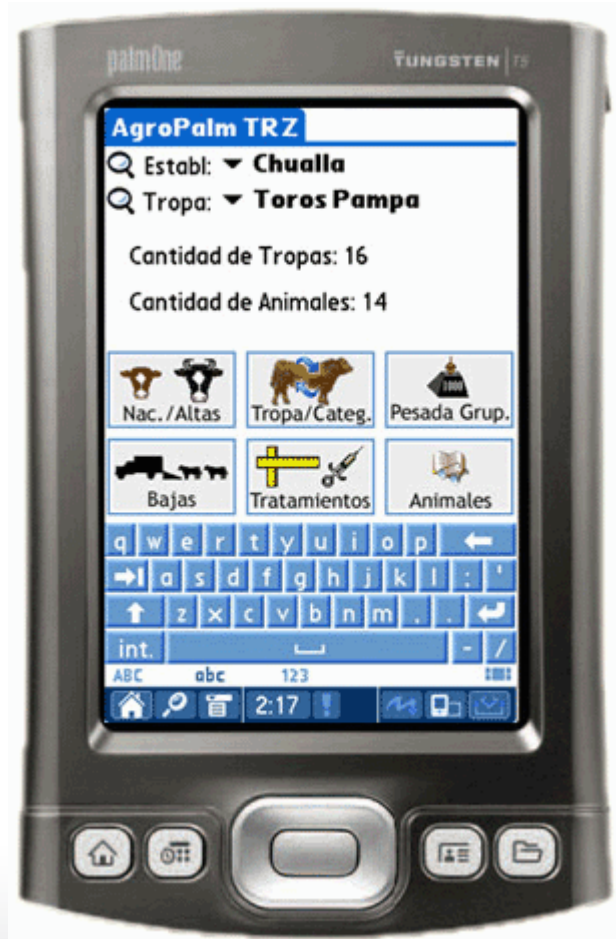 palmOne TUNGSTEN T5
AgroPalm TRZ
Establ: Chualla
Tropa: Toros Pampa
Cantidad de Tropas: 16
Cantidad de Animales: 14
1000
Nac./Altas Tropa/Categ. Pesada Grup.
Bajas Tratamientos Animales
q w e r t y u i o p
a s d f g h j k l : '
z x c v b n m , .
int. - /
ABC abc 123
2:17 !